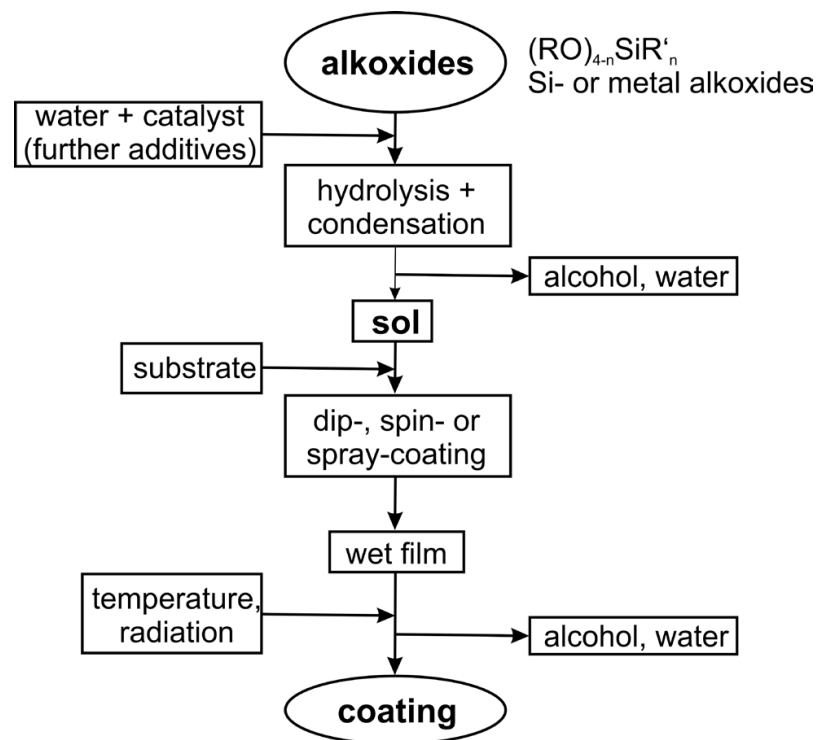 alkoxides
(RO)4-nSiR‘n
Si- or metal alkoxides
water + catalyst
(further additives)
hydrolysis +
condensation
alcohol, water
sol
substrate
dip-, spin- or
spray-coating
wet film
temperature,
radiation
alcohol, water
coating